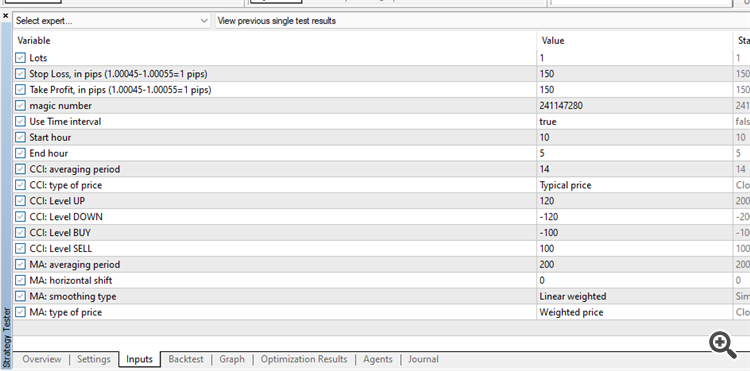 Select expert... View previous single test results
Variable Value Sta
Lots 1 1
Stop Loss, in pips (1.00045-1.00055=1 pips) 150 150
Take Profit, in pips (1.00045-1.00055=1 pips) 150 150
magic number 241147280 241
Use Time interval true fals
Start hour 10 10
End hour 5 5
CCI: averaging period 14 14
CCI: type of price Typical price Clo
CCI: Level UP 120 200
CCI: Level DOWN -120 -20
CCI: Level BUY -100 -10
CCI: Level SELL 100 100
MA: averaging period 200 200
MA: horizontal shift 0 0
MA: smoothing type Linear weighted Sim
MA: type of price Weighted price Clo
Overview | Settings | Inputs | Backtest | Graph | Optimization Results | Agents | Journal
Strategy Tester